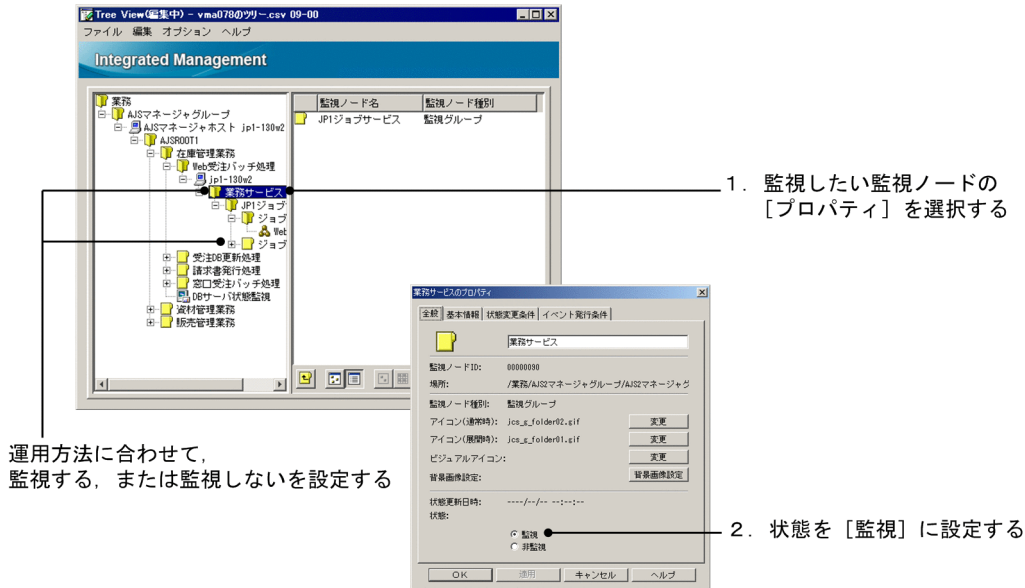 Tree View(編集中) - vma078のツリー.csv 09-00
ファイル 編集 オプション ヘルプ
Integrated Management
業務
AJSマネージャグループ
AJSマネージャホスト jp1-130w2
AJSROOT1
在庫管理業務
Web受注バッチ処理
jp1-130w2
業務サービス
JP1ジョブ
ジョブ
Web
ジョブ
受注DB更新処理
請求書発行処理
窓口受注バッチ処理
DBサーバ状態監視
資材管理業務
販売管理業務
監視ノード名 監視ノード種別
JP1ジョブサービス 監視グループ
1. 監視したい監視ノードの
［プロパティ］を選択する
運用方法に合わせて，
監視する，または監視しないを設定する
業務サービスのプロパティ
全般 基本情報 状態変更条件 イベント発行条件
業務サービス
監視ノードID: 00000090
場所: /業務/AJS2マネージャグループ/AJS2マネージャグ
監視ノード種別: 監視グループ
アイコン(通常時): jcs_g_folder02.gif 変更
アイコン(展開時): jcs_g_folder01.gif 変更
ビジュアルアイコン: 変更
背景画像設定: 背景画像設定
状態更新日時: ----/--/-- --:--:--
状態:
監視
非監視
2. 状態を［監視］に設定する
OK 適用 キャンセル ヘルプ